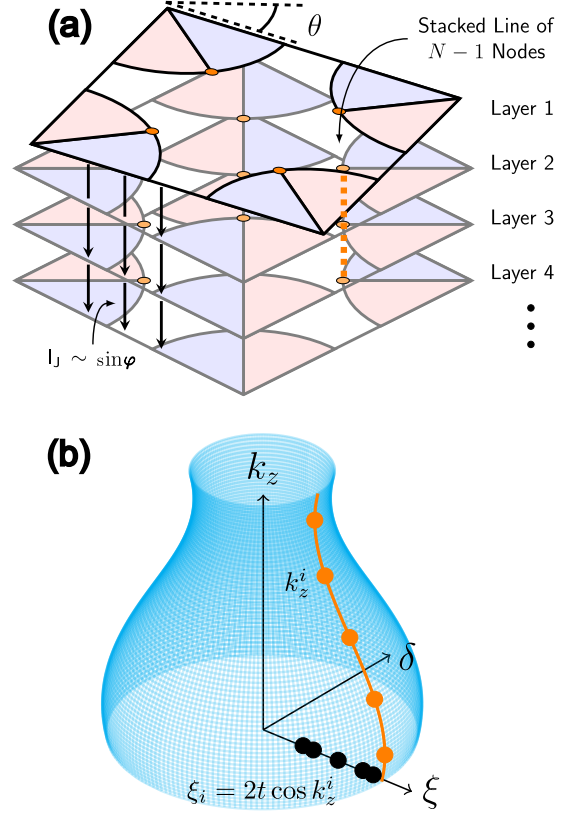 (a)
θ
Stacked Line of
N − 1 Nodes
Layer 1
Layer 2
Layer 3
Layer 4
I_J ∼ sinφ
(b)
k_z
k_z^i
δ
ξ_i = 2t cos k_z^i
ξ